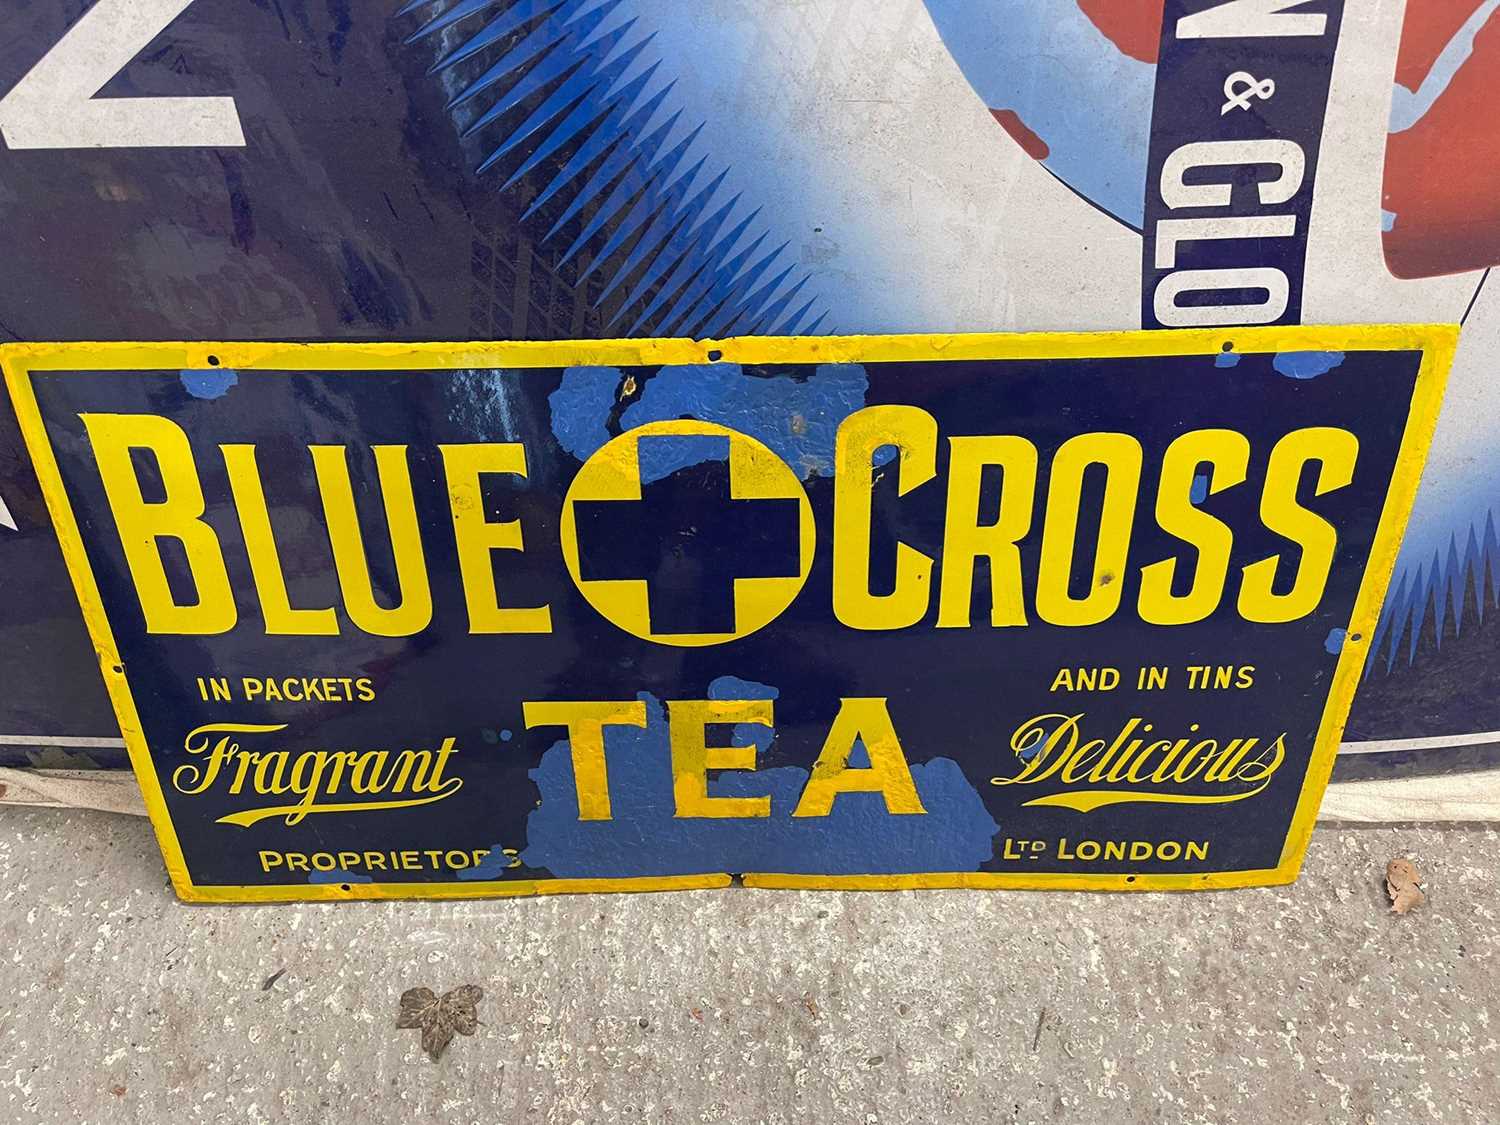 N & CLO
BLUE CROSS
IN PACKETS AND IN TINS
Fragrant TEA Delicious
PROPRIETORS LTD LONDON